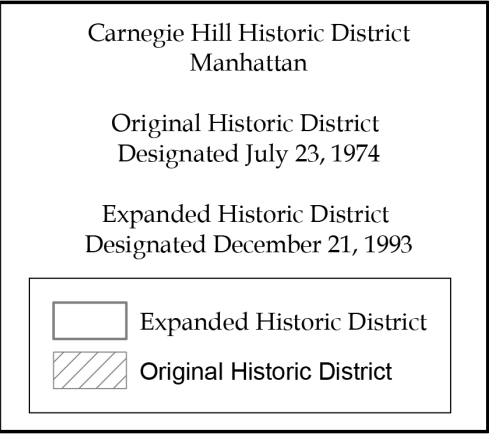 Carnegie Hill Historic District
Manhattan
Original Historic District
Designated July 23, 1974
Expanded Historic District
Designated December 21, 1993
Expanded Historic District
Original Historic District